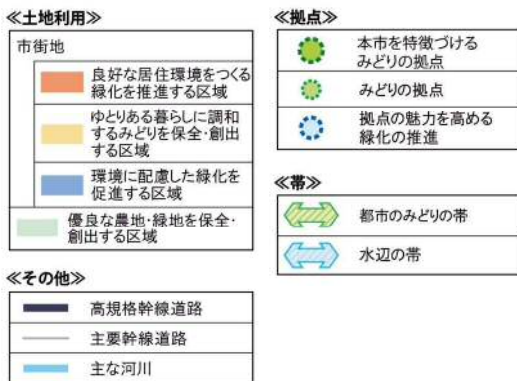 ≪土地利用≫
市街地
良好な居住環境をつくる
緑化を推進する区域
ゆとりある暮らしに調和
するみどりを保全・創出
する区域
環境に配慮した緑化を
促進する区域
優良な農地・緑地を保全・
創出する区域
≪その他≫
高規格幹線道路
主要幹線道路
主な河川
≪拠点≫
本市を特徴づける
みどりの拠点
みどりの拠点
拠点の魅力を高める
緑化の推進
≪帯≫
都市のみどりの帯
水辺の帯